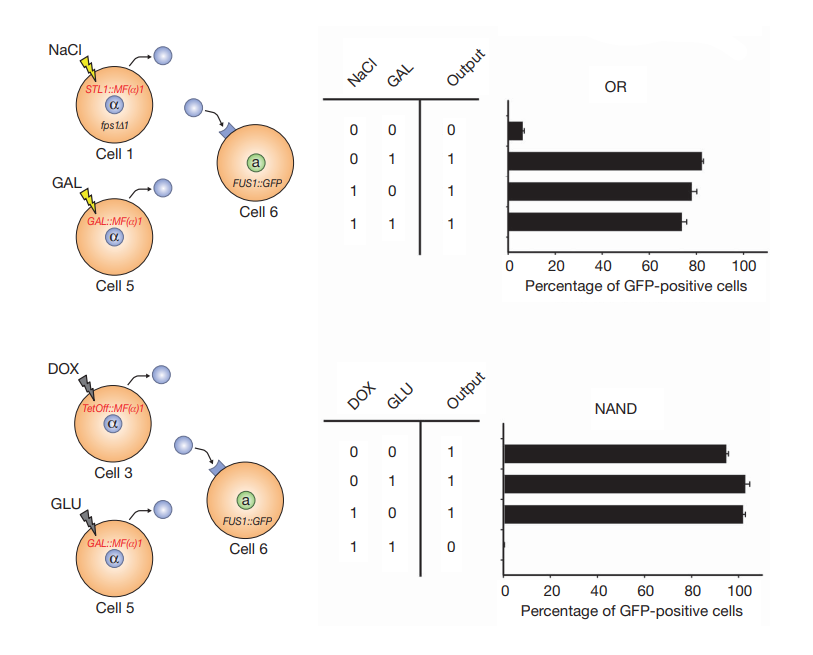 NaCl
STL1::MF(α)1
α
fps1Δ1
Cell 1
GAL
GAL::MF(α)1
α
Cell 5
a
FUS1::GFP
Cell 6
NaCl GAL Output
0 0 0
0 1 1
1 0 1
1 1 1
OR
0 20 40 60 80 100
Percentage of GFP-positive cells
DOX
TetOff::MF(α)1
α
Cell 3
GLU
GAL::MF(α)1
α
Cell 5
a
FUS1::GFP
Cell 6
DOX GLU Output
0 0 1
0 1 1
1 0 1
1 1 0
NAND
0 20 40 60 80 100
Percentage of GFP-positive cells